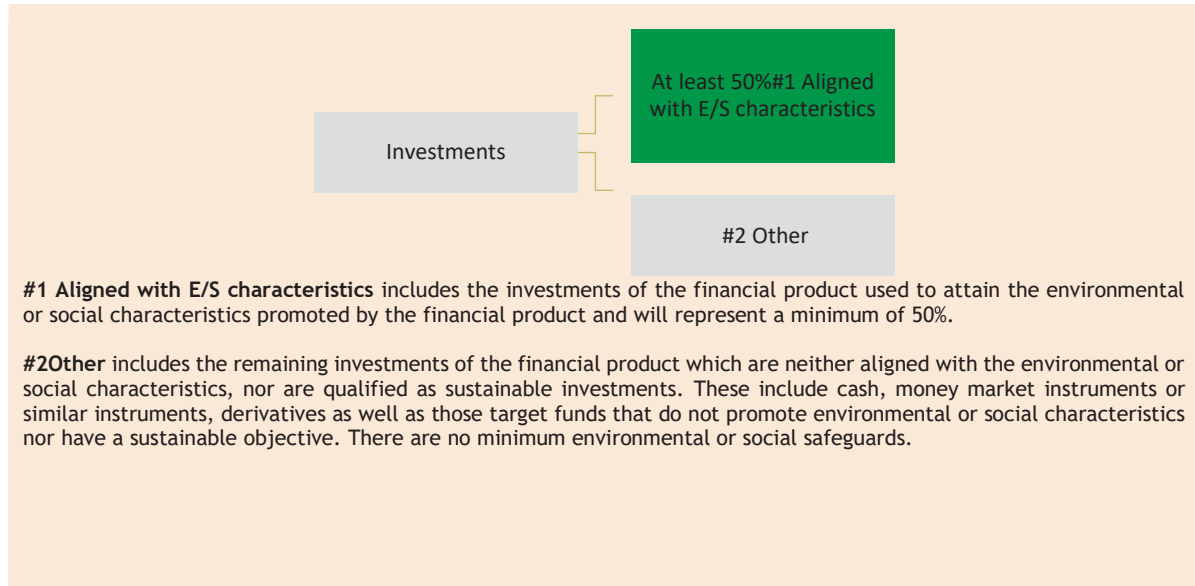 At least 50%#1 Aligned
with E/S characteristics
Investments
#2 Other
#1 Aligned with E/S characteristics includes the investments of the financial product used to attain the environmental
or social characteristics promoted by the financial product and will represent a minimum of 50%.
#2Other includes the remaining investments of the financial product which are neither aligned with the environmental or
social characteristics, nor are qualified as sustainable investments. These include cash, money market instruments or
similar instruments, derivatives as well as those target funds that do not promote environmental or social characteristics
nor have a sustainable objective. There are no minimum environmental or social safeguards.